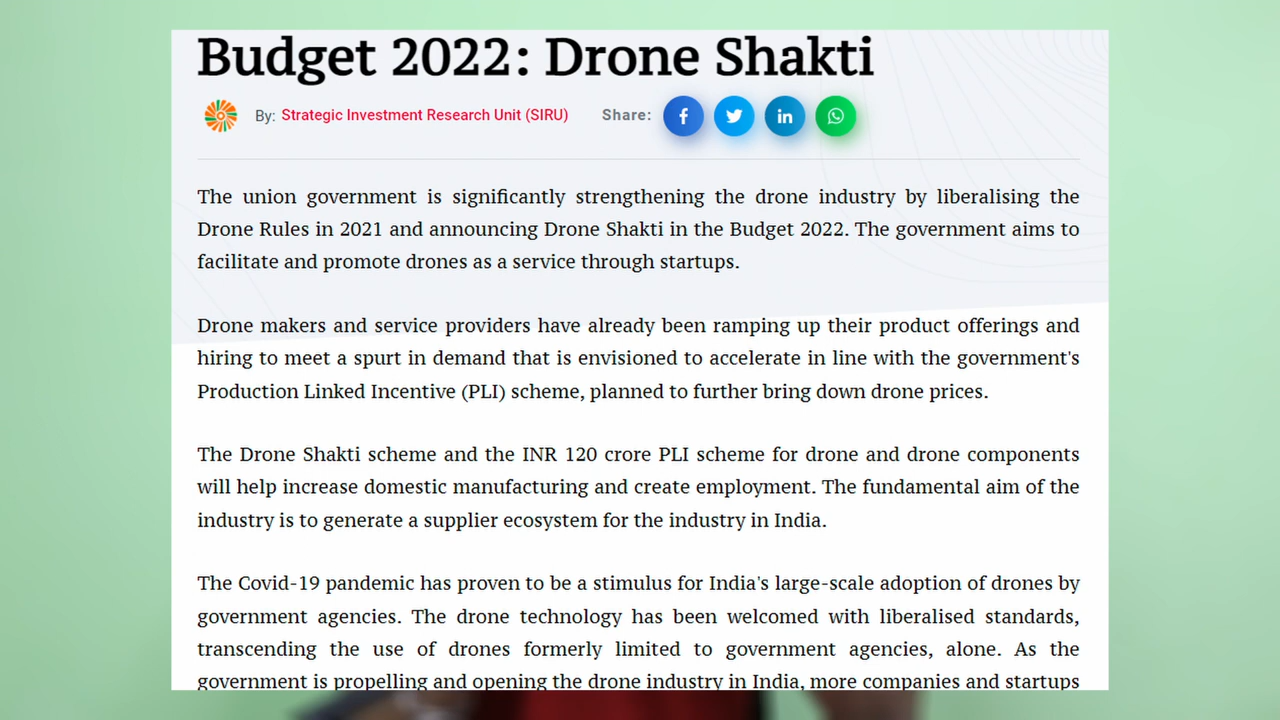 Budget 2022: Drone Shakti
By: Strategic Investment Research Unit (SIRU) Share:
The union government is significantly strengthening the drone industry by liberalising the
Drone Rules in 2021 and announcing Drone Shakti in the Budget 2022. The government aims to
facilitate and promote drones as a service through startups.
Drone makers and service providers have already been ramping up their product offerings and
hiring to meet a spurt in demand that is envisioned to accelerate in line with the government's
Production Linked Incentive (PLI) scheme, planned to further bring down drone prices.
The Drone Shakti scheme and the INR 120 crore PLI scheme for drone and drone components
will help increase domestic manufacturing and create employment. The fundamental aim of the
industry is to generate a supplier ecosystem for the industry in India.
The Covid-19 pandemic has proven to be a stimulus for India's large-scale adoption of drones by
government agencies. The drone technology has been welcomed with liberalised standards,
transcending the use of drones formerly limited to government agencies, alone. As the
government is propelling and opening the drone industry in India, more companies and startups